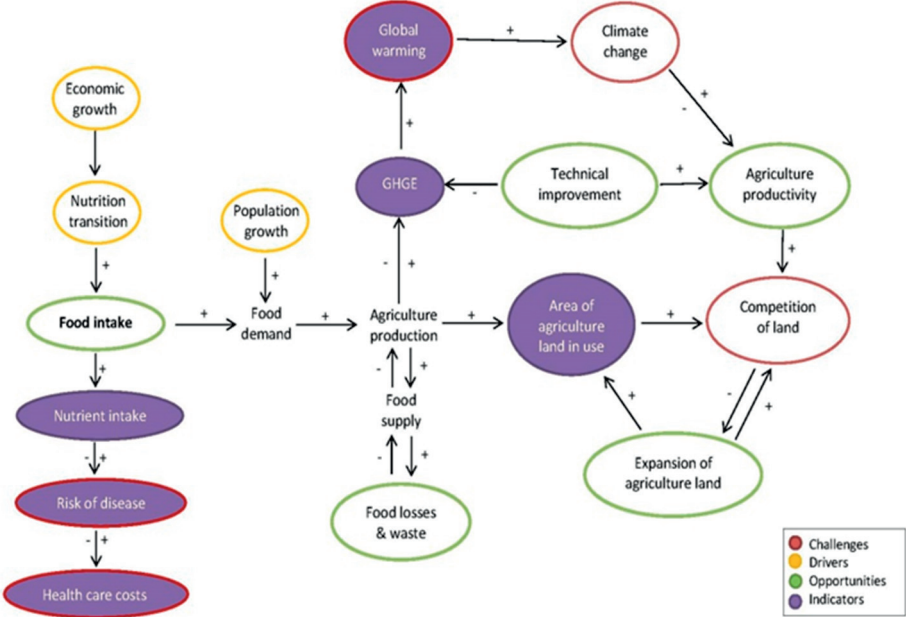 Global
warming
+
Climate
change
Economic
growth
+
-
+
Nutrition
transition
Population
growth
GHGE
-
Technical
improvement
+
Agriculture
productivity
+
+
-
+
+
Food intake
+
Food
demand
+
Agriculture
production
+
Area of
agriculture
land in use
+
Competition
of land
+
-
+
Nutrient intake
Food
supply
+
-
+
-
+
-
+
Expansion of
agriculture land
Risk of disease
Food losses
& waste
-
+
Health care costs
Challenges
Drivers
Opportunities
Indicators